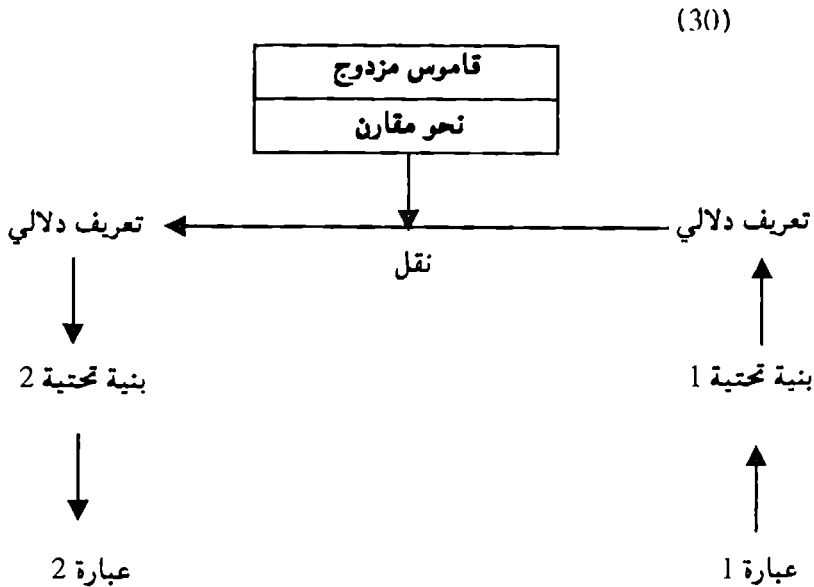 (30)
قاموس مزدوج
نحو مقارن
تعريف دلالي
تعريف دلالي
نقل
بنية تحتية 1
بنية تحتية 2
عبارة 1
عبارة 2